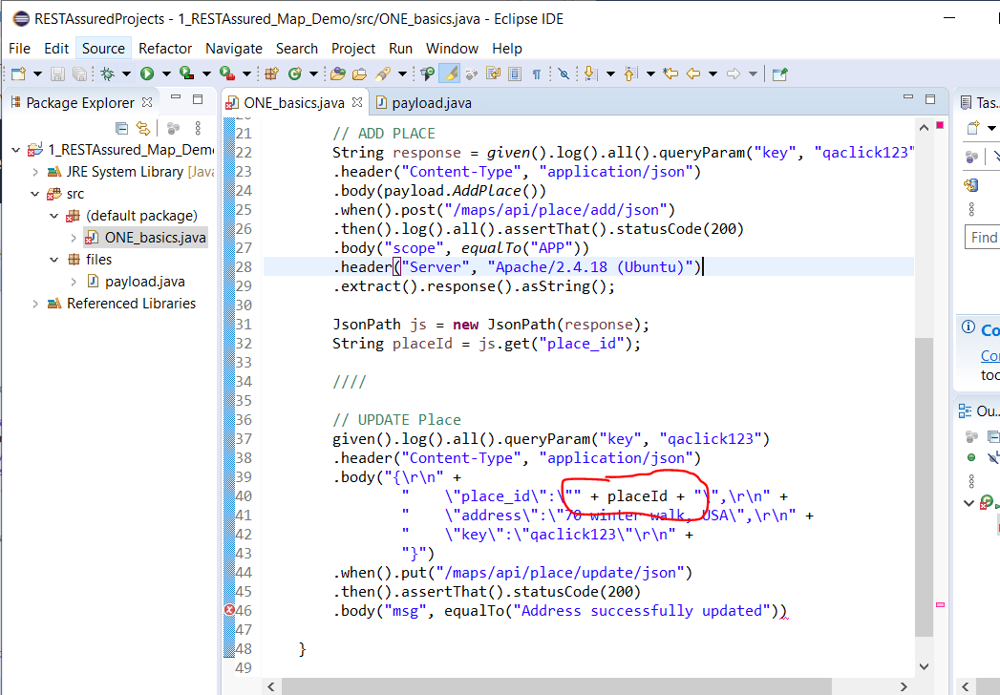 RESTAssuredProjects - 1_RESTAssured_Map_Demo/src/ONE_basics.java - Eclipse IDE
File Edit Source Refactor Navigate Search Project Run Window Help
Package Explorer
ONE_basics.java
payload.java
Tas..
1_RESTAssured_Map_Demo
JRE System Library [Java
src
(default package)
ONE_basics.java
files
payload.java
Referenced Libraries
21 // ADD PLACE
22 String response = given().log().all().queryParam("key", "qaclick123"
23 .header("Content-Type", "application/json")
24 .body(payload.AddPlace())
25 .when().post("/maps/api/place/add/json")
26 .then().log().all().assertThat().statusCode(200)
27 .body("scope", equalTo("APP"))
28 .header("Server", "Apache/2.4.18 (Ubuntu)")
29 .extract().response().asString();
30
31 JsonPath js = new JsonPath(response);
32 String placeId = js.get("place_id");
33
34 ////
35
36 // UPDATE Place
37 given().log().all().queryParam("key", "qaclick123")
38 .header("Content-Type", "application/json")
39 .body("{\r\n" +
40 " \"place_id\":\"" + placeId + "\",\r\n" +
41 " \"address\":\"70 winter walk, USA\",\r\n" +
42 " \"key\":\"qaclick123\"\r\n" +
43 "}")
44 .when().put("/maps/api/place/update/json")
45 .then().assertThat().statusCode(200)
46 .body("msg", equalTo("Address successfully updated"))
47
48 }
49
Find
Co
Cor
too
Ou..